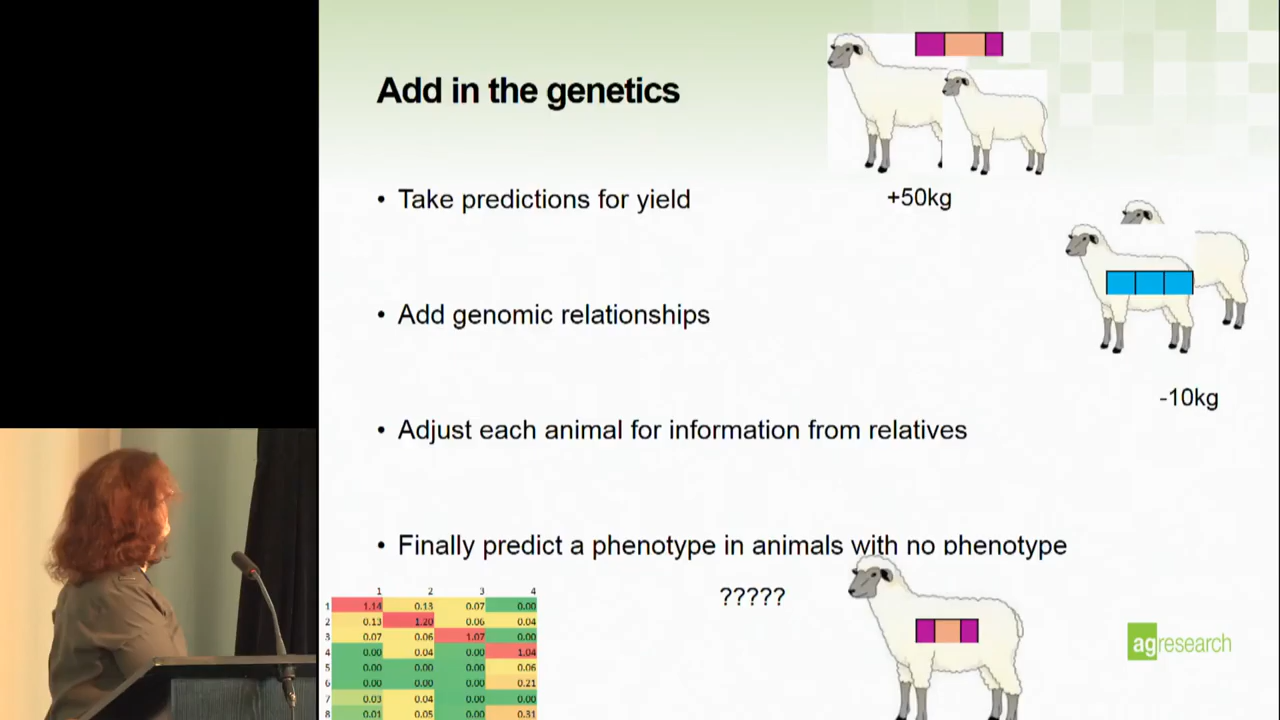 Add in the genetics
• Take predictions for yield
+50kg
• Add genomic relationships
-10kg
• Adjust each animal for information from relatives
• Finally predict a phenotype in animals with no phenotype
?????
1 2 3 4
1 1.14 0.13 0.07 0.00
2 0.13 1.20 0.06 0.04
3 0.07 0.06 1.07 0.00
4 0.00 0.04 0.00 1.04
5 0.00 0.00 0.00 0.06
6 0.00 0.00 0.00 0.21
7 0.03 0.04 0.00 0.00
8 0.01 0.05 0.00 0.31
agresearch